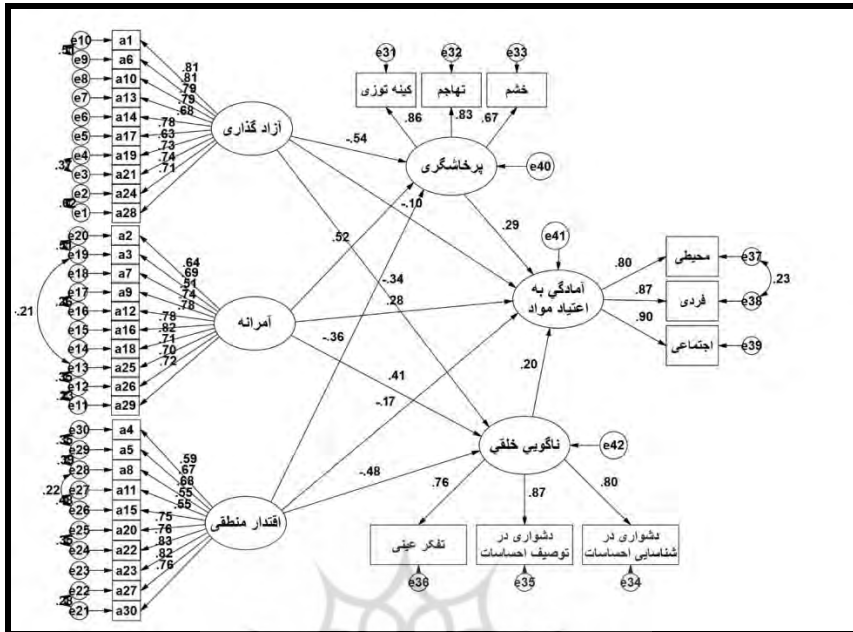 e10 a1
e9 a6
e8 a10
e7 a13
e6 a14
e5 a17
e4 a19
e3 a21
e2 a24
e1 a28
.81
.81
.79
.79
.68
.78
.63
.73
.74
.71
.37
آزاد گذاری
e20 a2
e19 a3
e18 a7
e17 a9
e16 a12
e15 a16
e14 a18
e13 a25
e12 a26
e11 a29
.64
.69
.51
.74
.78
.78
.82
.71
.70
.72
.21
آمرانه
e30 a4
e29 a5
e28 a8
e27 a11
e26 a15
e25 a20
e24 a22
e23 a23
e22 a27
e21 a30
.59
.67
.68
.55
.55
.75
.76
.83
.82
.76
.22
اقتدار منطقی
e31 e32 e33
کینه توزی تهاجم خشم
.86 .83 .67
پرخاشگری
e40
-.54
-.10
.52
-.34
.28
-.36
.41
-.17
-.48
.29
.20
e41
آمادگي به
اعتیاد مواد
.80
.87
.90
محیطی e37
فردی e38
اجتماعی e39
.23
ناگویي خلقي
e42
.76 .87 .80
تفکر عینی
دشواری در
توصیف احساسات
دشواری در
شناسایی احساسات
e36 e35 e34